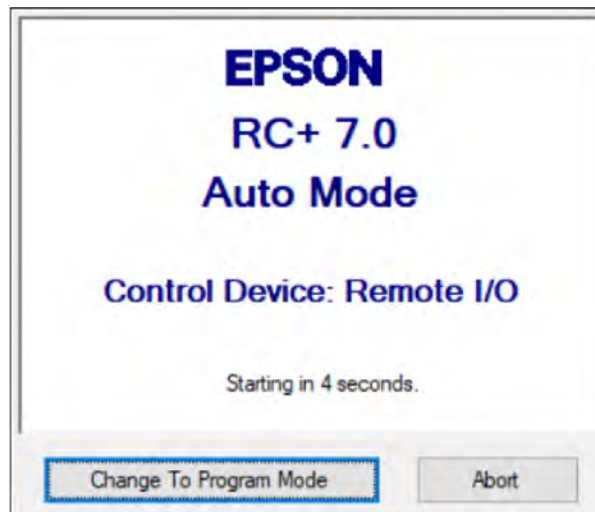 EPSON
RC+ 7.0
Auto Mode
Control Device: Remote I/O
Starting in 4 seconds.
Change To Program Mode
Abort